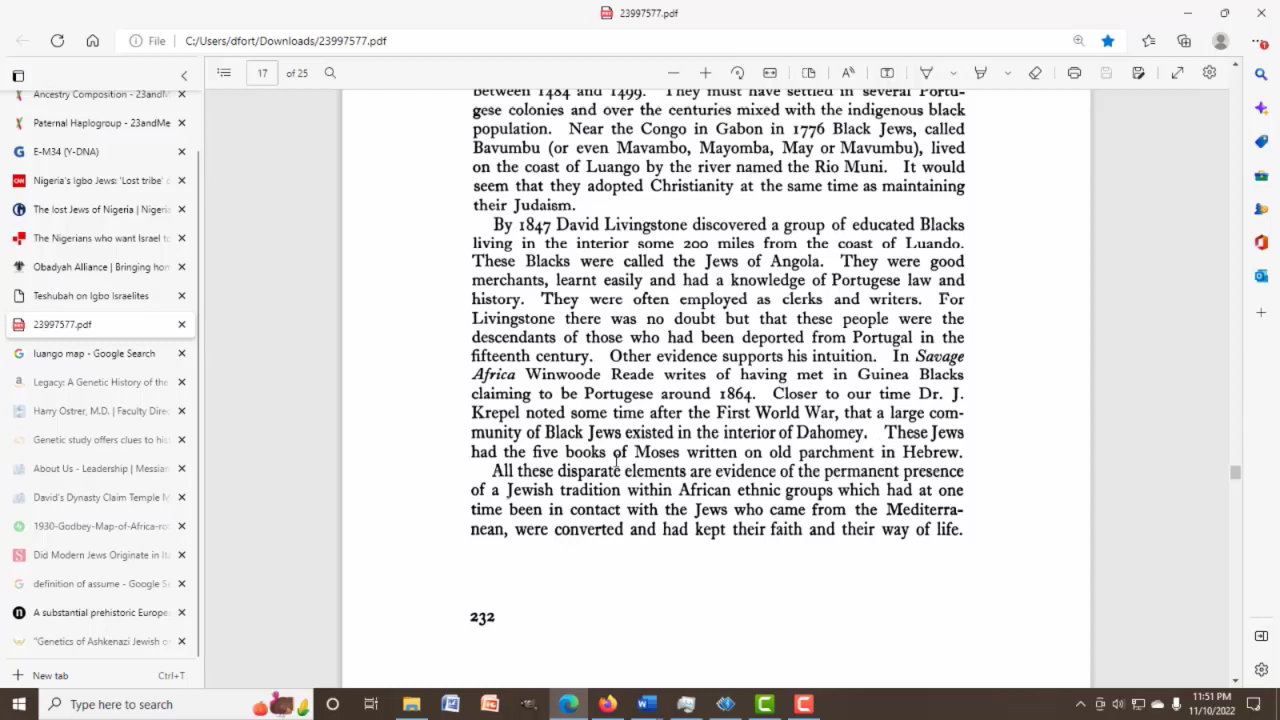 23997577.pdf
File
C:/Users/dfort/Downloads/23997577.pdf
17 of 25
Ancestry Composition - 23andM
Paternal Haplogroup - 23andMe
E-M34 (Y-DNA)
Nigeria's Igbo Jews: 'Lost tribe' o
The lost Jews of Nigeria | Nigeria
The Nigerians who want Israel to
Obadyah Alliance | Bringing hom
Teshubah on Igbo Israelites
23997577.pdf
luango map - Google Search
Legacy: A Genetic History of the
Harry Ostrer, M.D. | Faculty Dire
Genetic study offers clues to his
About Us - Leadership | Messian
David's Dynasty Claim Temple M
1930-Godbey-Map-of-Africa-ro
Did Modern Jews Originate in It
definition of assume - Google Se
A substantial prehistoric Europe
"Genetics of Ashkenazi Jewish o
New tab
Ctrl+T
between 1484 and 1499. They must have settled in several Portu-
gese colonies and over the centuries mixed with the indigenous black
population. Near the Congo in Gabon in 1776 Black Jews, called
Bavumbu (or even Mavambo, Mayomba, May or Mavumbu), lived
on the coast of Luango by the river named the Rio Muni. It would
seem that they adopted Christianity at the same time as maintaining
their Judaism.
By 1847 David Livingstone discovered a group of educated Blacks
living in the interior some 200 miles from the coast of Luando.
These Blacks were called the Jews of Angola. They were good
merchants, learnt easily and had a knowledge of Portugese law and
history. They were often employed as clerks and writers. For
Livingstone there was no doubt but that these people were the
descendants of those who had been deported from Portugal in the
fifteenth century. Other evidence supports his intuition. In Savage
Africa Winwoode Reade writes of having met in Guinea Blacks
claiming to be Portugese around 1864. Closer to our time Dr. J.
Krepel noted some time after the First World War, that a large com-
munity of Black Jews existed in the interior of Dahomey. These Jews
had the five books of Moses written on old parchment in Hebrew.
All these disparate elements are evidence of the permanent presence
of a Jewish tradition within African ethnic groups which had at one
time been in contact with the Jews who came from the Mediterra-
nean, were converted and had kept their faith and their way of life.
232
Type here to search
11:51 PM
11/10/2022